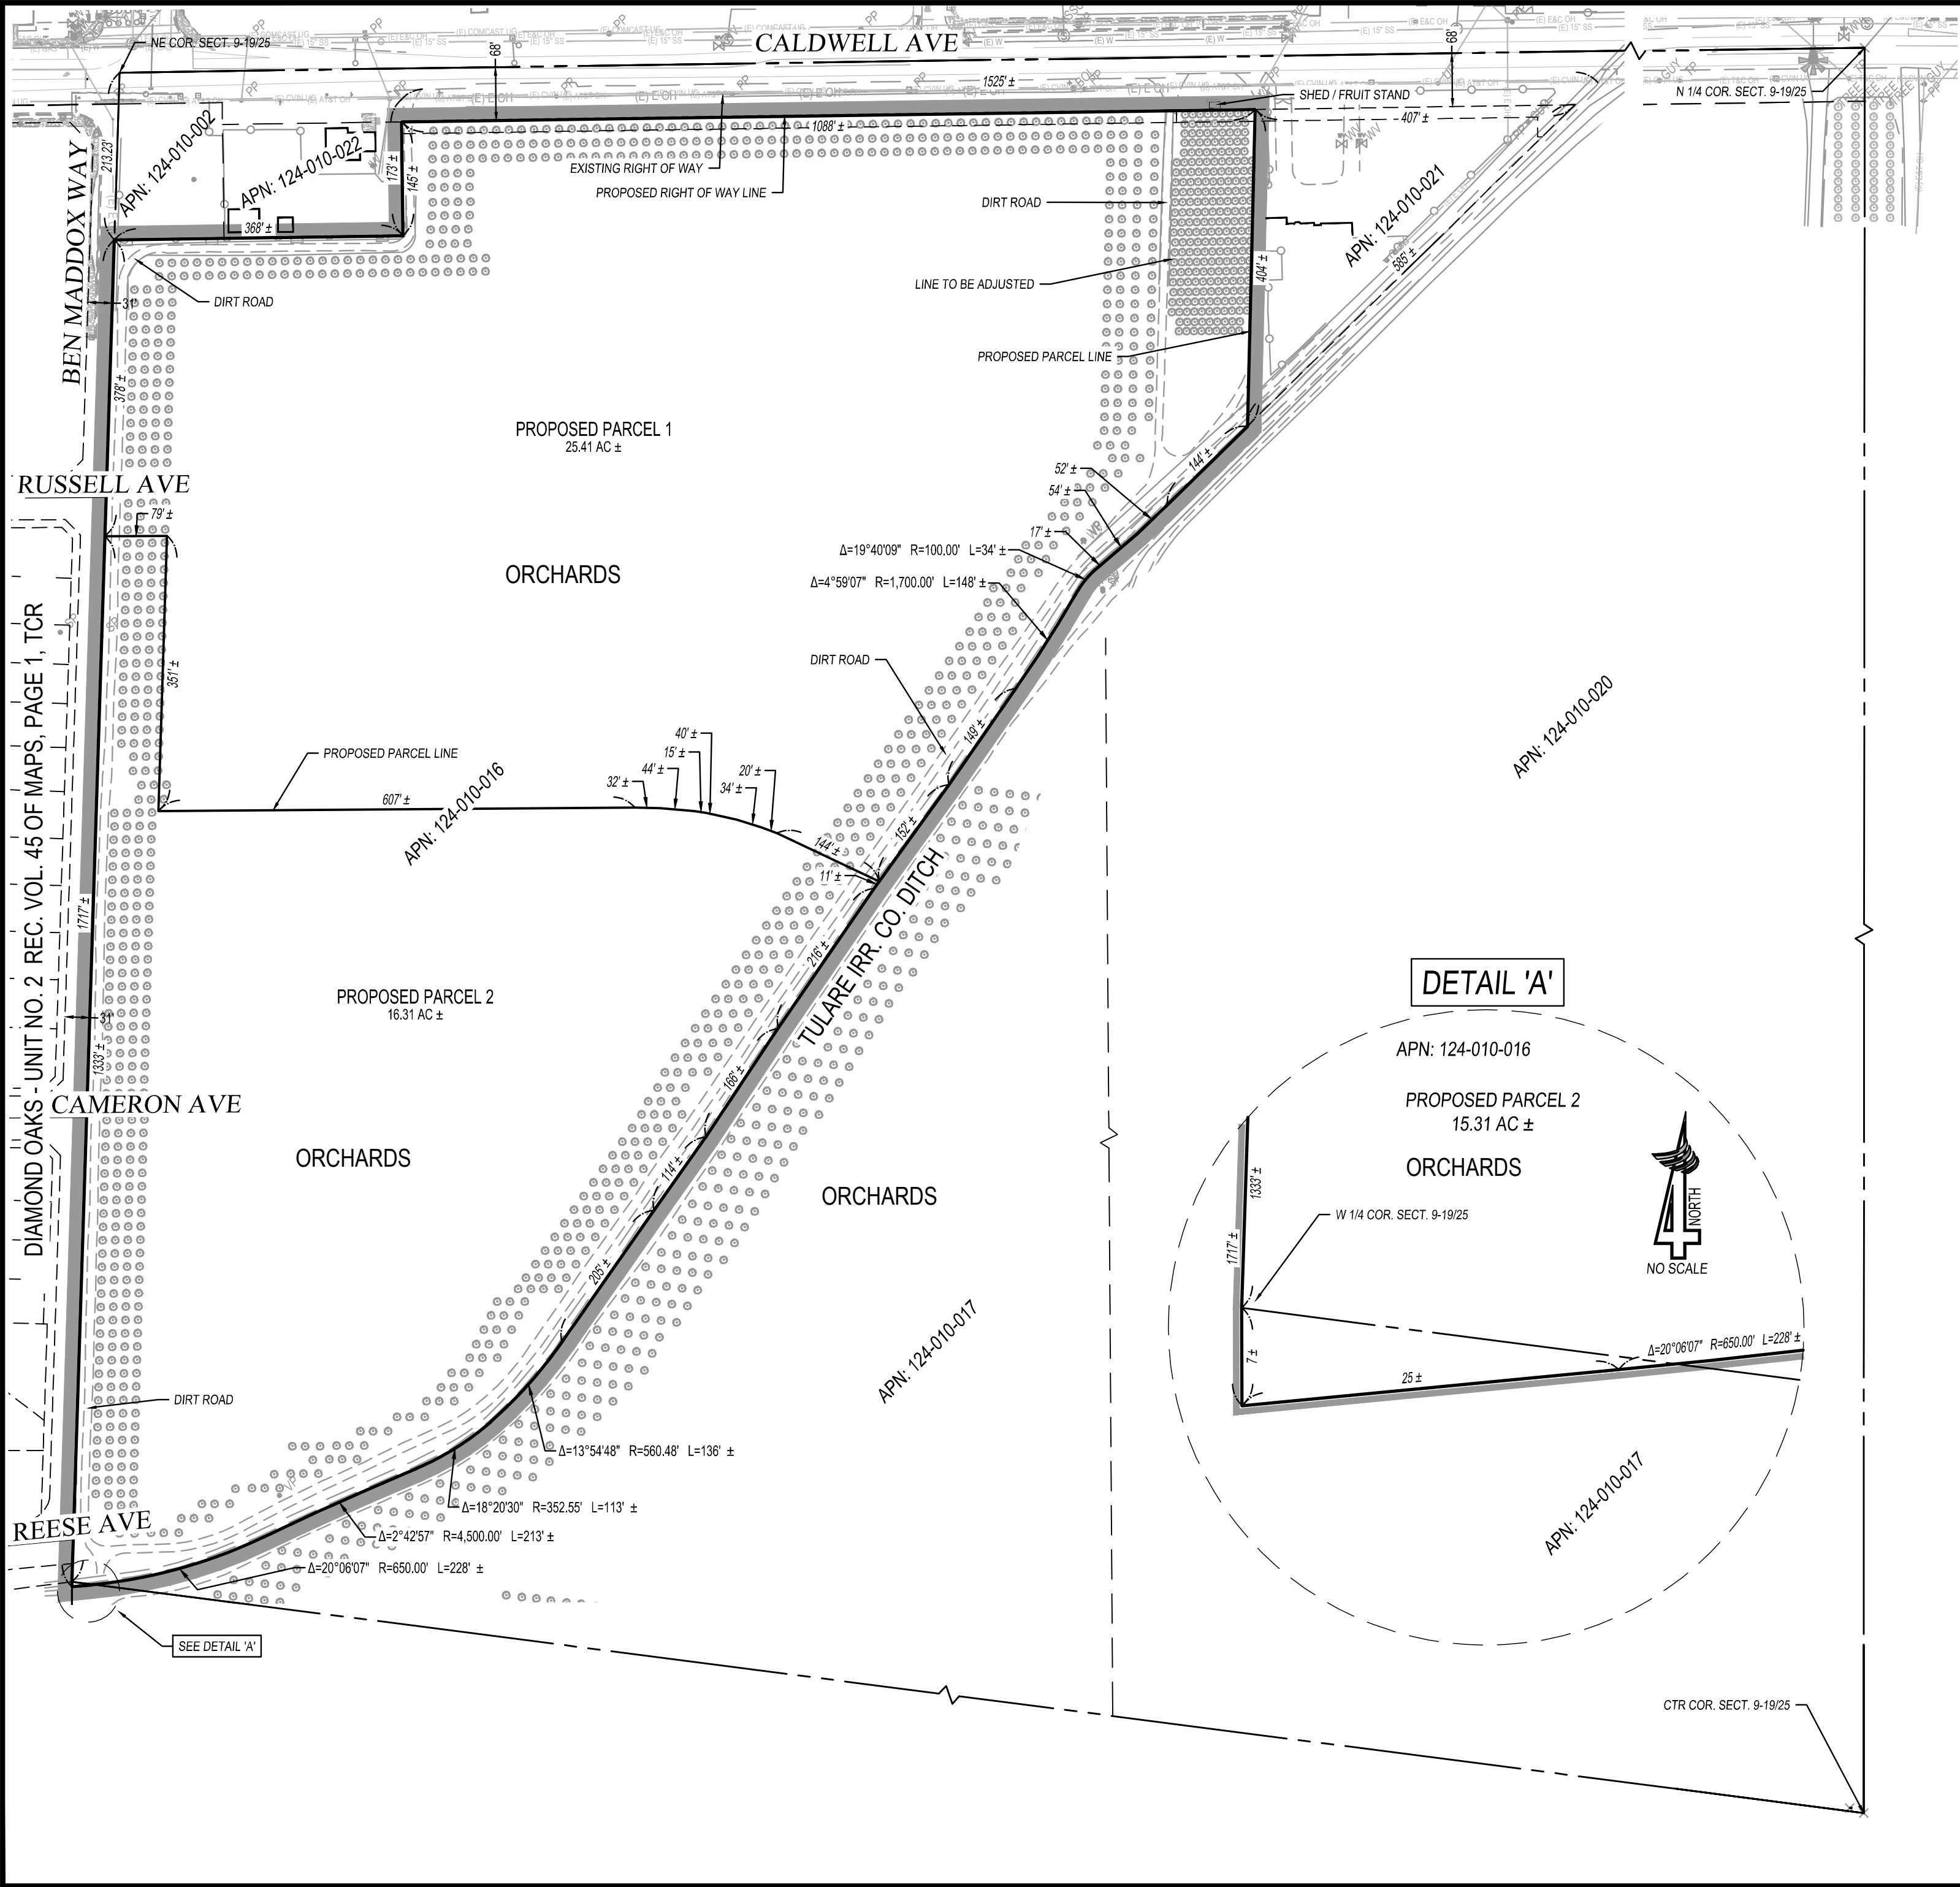 CALDWELL AVE
NE COR. SECT. 9-19/25
68'
68'
1525' ±
SHED / FRUIT STAND
N 1/4 COR. SECT. 9-19/25
407' ±
1088' ±
213.23'
APN: 124-010-002
APN: 124-010-022
173' ±
145' ±
EXISTING RIGHT OF WAY
PROPOSED RIGHT OF WAY LINE
DIRT ROAD
APN: 124-010-021
585' ±
404' ±
368' ±
BEN MADDOX WAY
31'
DIRT ROAD
LINE TO BE ADJUSTED
PROPOSED PARCEL LINE
378' ±
PROPOSED PARCEL 1
25.41 AC ±
RUSSELL AVE
79' ±
144' ±
52' ±
54' ±
17' ±
Δ=19°40'09" R=100.00' L=34' ±
Δ=4°59'07" R=1,700.00' L=148' ±
ORCHARDS
DIRT ROAD
351' ±
149' ±
APN: 124-010-020
DIAMOND OAKS - UNIT NO. 2 REC. VOL. 45 OF MAPS, PAGE 1, TCR
PROPOSED PARCEL LINE
40' ±
15' ±
44' ±
32' ±
20' ±
34' ±
607' ±
APN: 124-010-016
144' ±
11' ±
152' ±
TULARE IRR. CO. DITCH
1717' ±
216' ±
PROPOSED PARCEL 2
16.31 AC ±
31'
1333' ±
166' ±
CAMERON AVE
ORCHARDS
114' ±
ORCHARDS
205' ±
APN: 124-010-017
DIRT ROAD
Δ=13°54'48" R=560.48' L=136' ±
VP
Δ=18°20'30" R=352.55' L=113' ±
REESE AVE
Δ=2°42'57" R=4,500.00' L=213' ±
Δ=20°06'07" R=650.00' L=228' ±
SEE DETAIL 'A'
DETAIL 'A'
APN: 124-010-016
PROPOSED PARCEL 2
15.31 AC ±
ORCHARDS
1333' ±
W 1/4 COR. SECT. 9-19/25
1717' ±
4
NORTH
NO SCALE
7 ±
25 ±
Δ=20°06'07" R=650.00' L=228' ±
APN: 124-010-017
CTR COR. SECT. 9-19/25